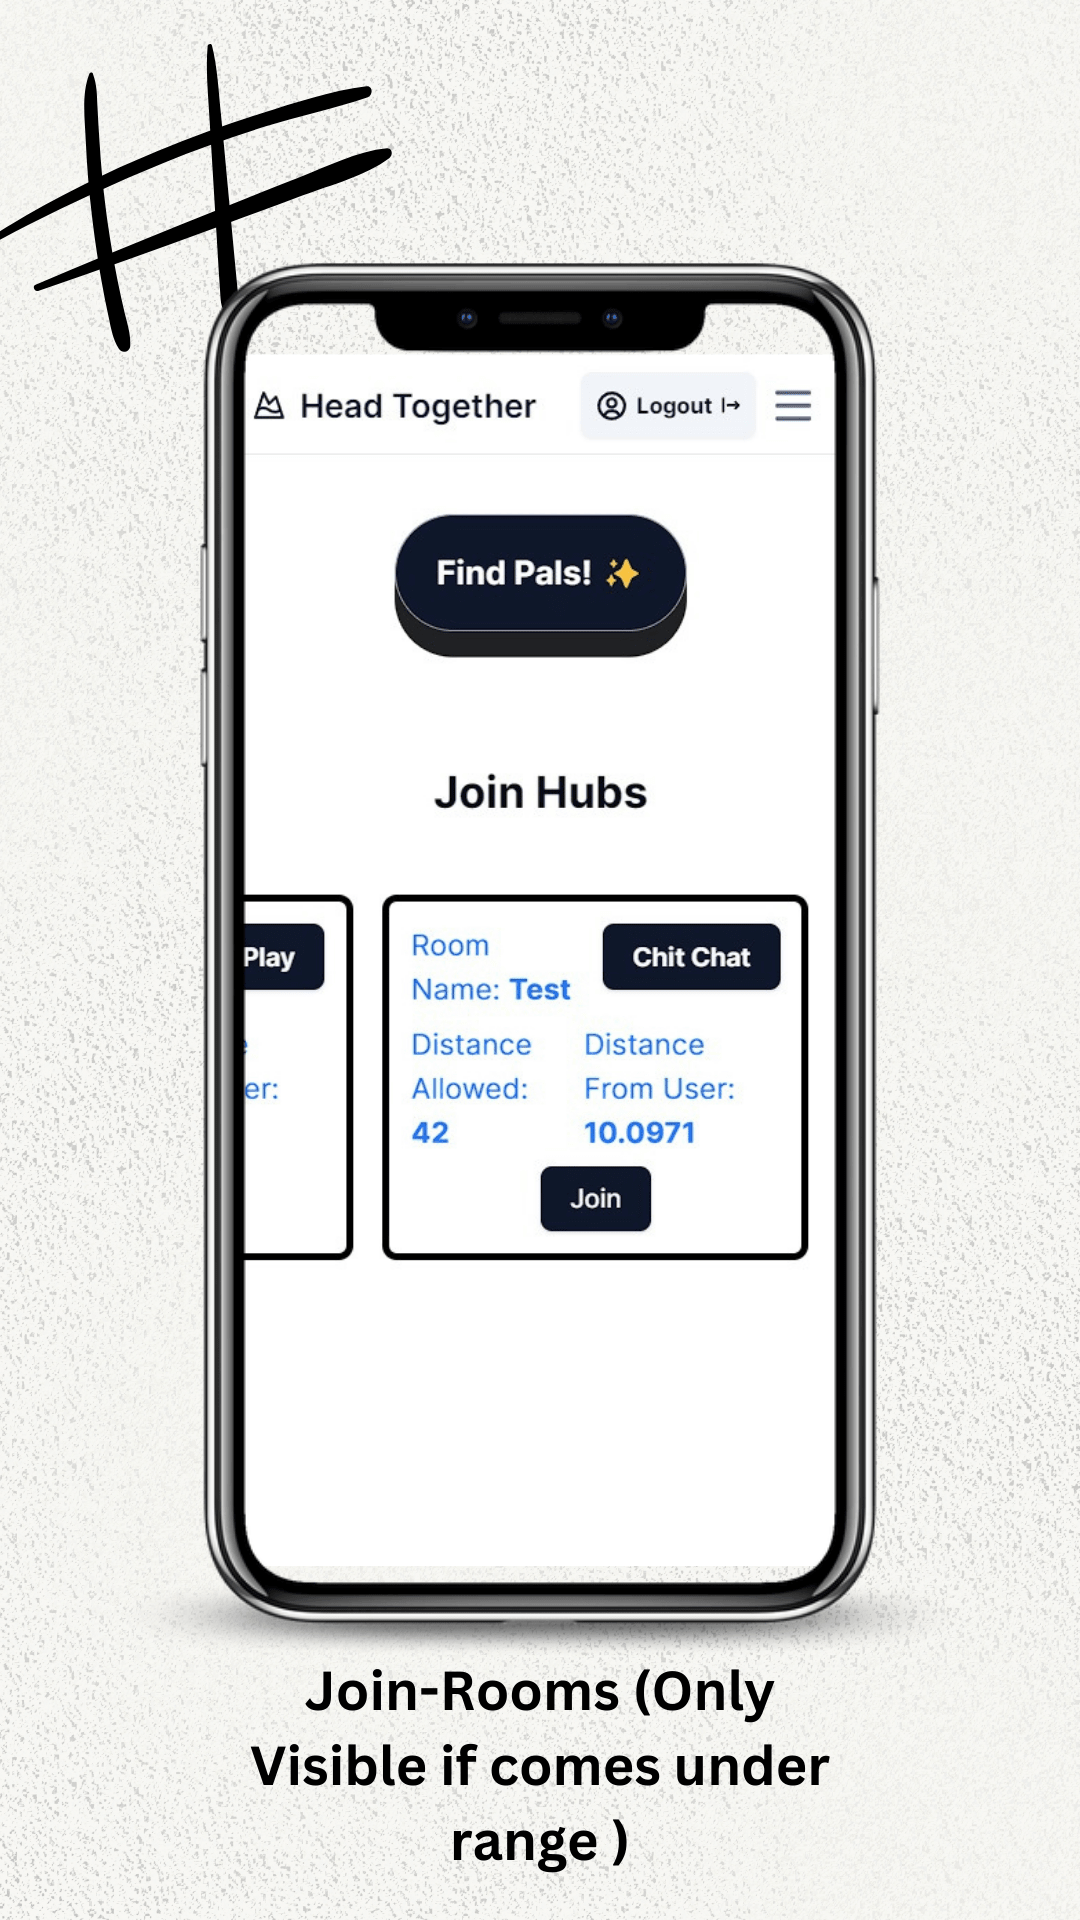 Head Together
Logout
Find Pals! ✨
Join Hubs
Play
er:
Room
Name: Test
Chit Chat
Distance
Allowed:
42
Distance
From User:
10.0971
Join
Join-Rooms (Only
Visible if comes under
range )